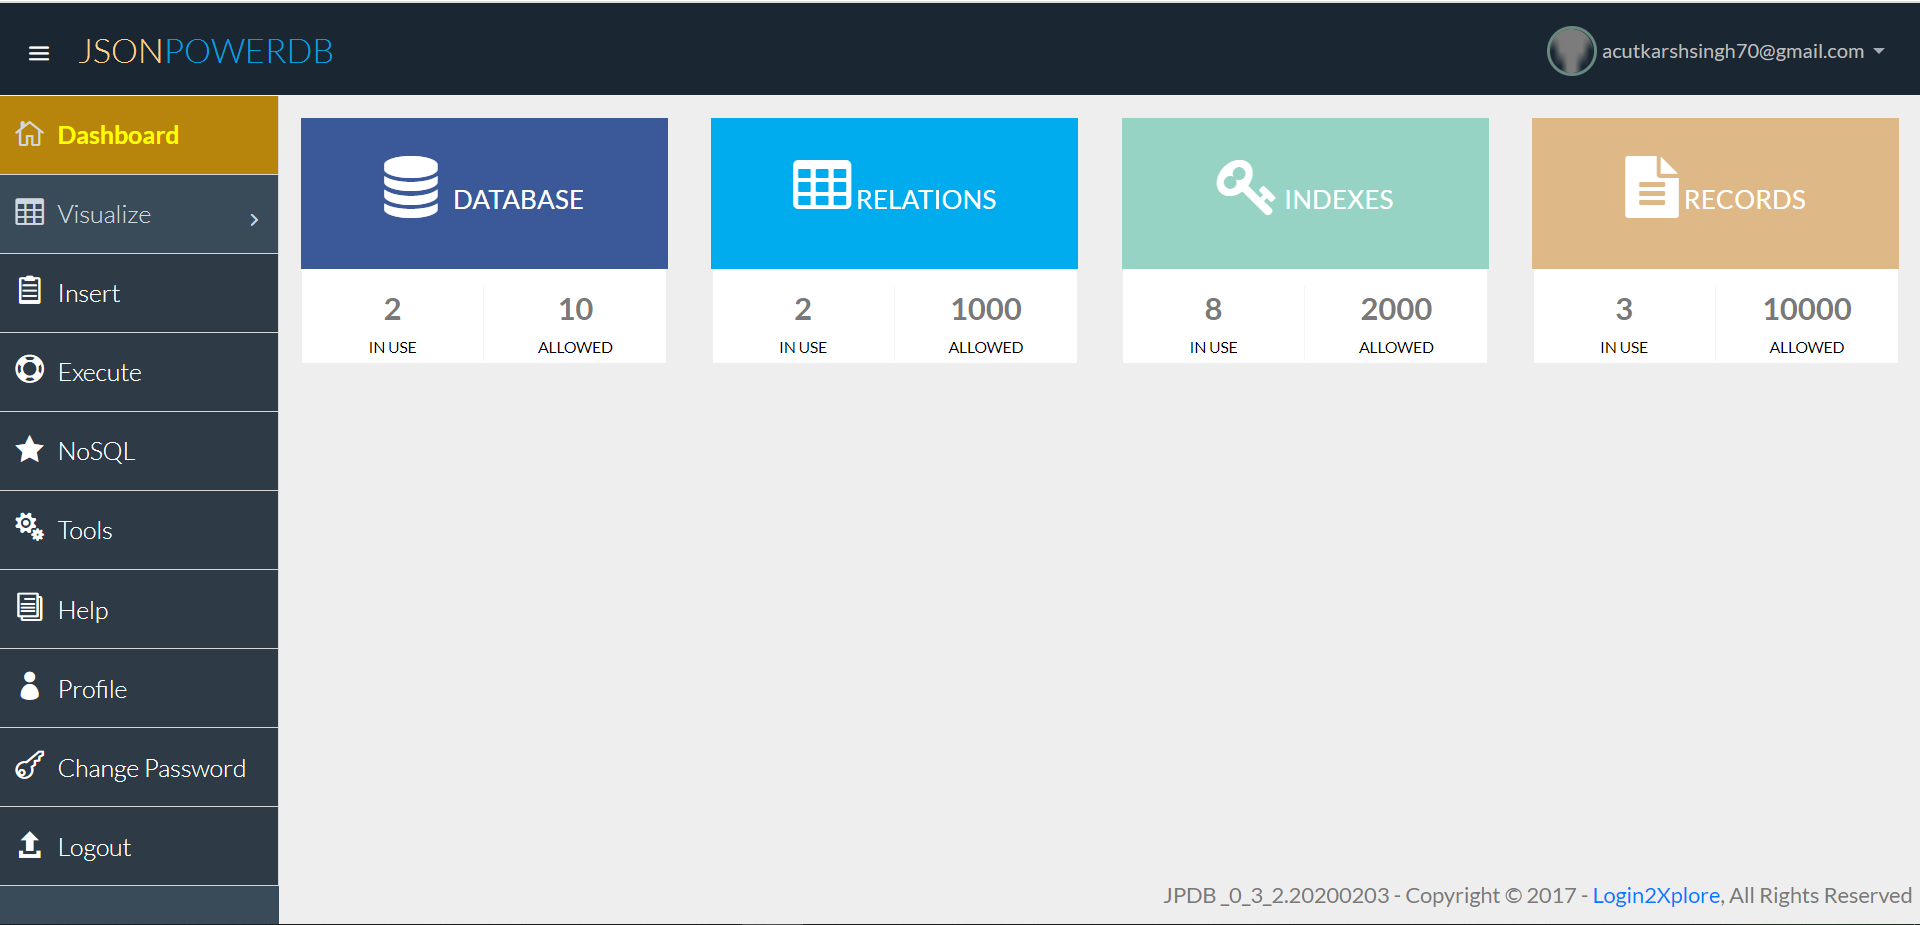 JSONPOWERDB
acutkarshsingh70@gmail.com
Dashboard
Visualize
Insert
Execute
NoSQL
Tools
Help
Profile
Change Password
Logout
DATABASE
2 10
IN USE ALLOWED
RELATIONS
2 1000
IN USE ALLOWED
INDEXES
8 2000
IN USE ALLOWED
RECORDS
3 10000
IN USE ALLOWED
JPDB _0_3_2.20200203 - Copyright © 2017 - Login2Xplore, All Rights Reserved